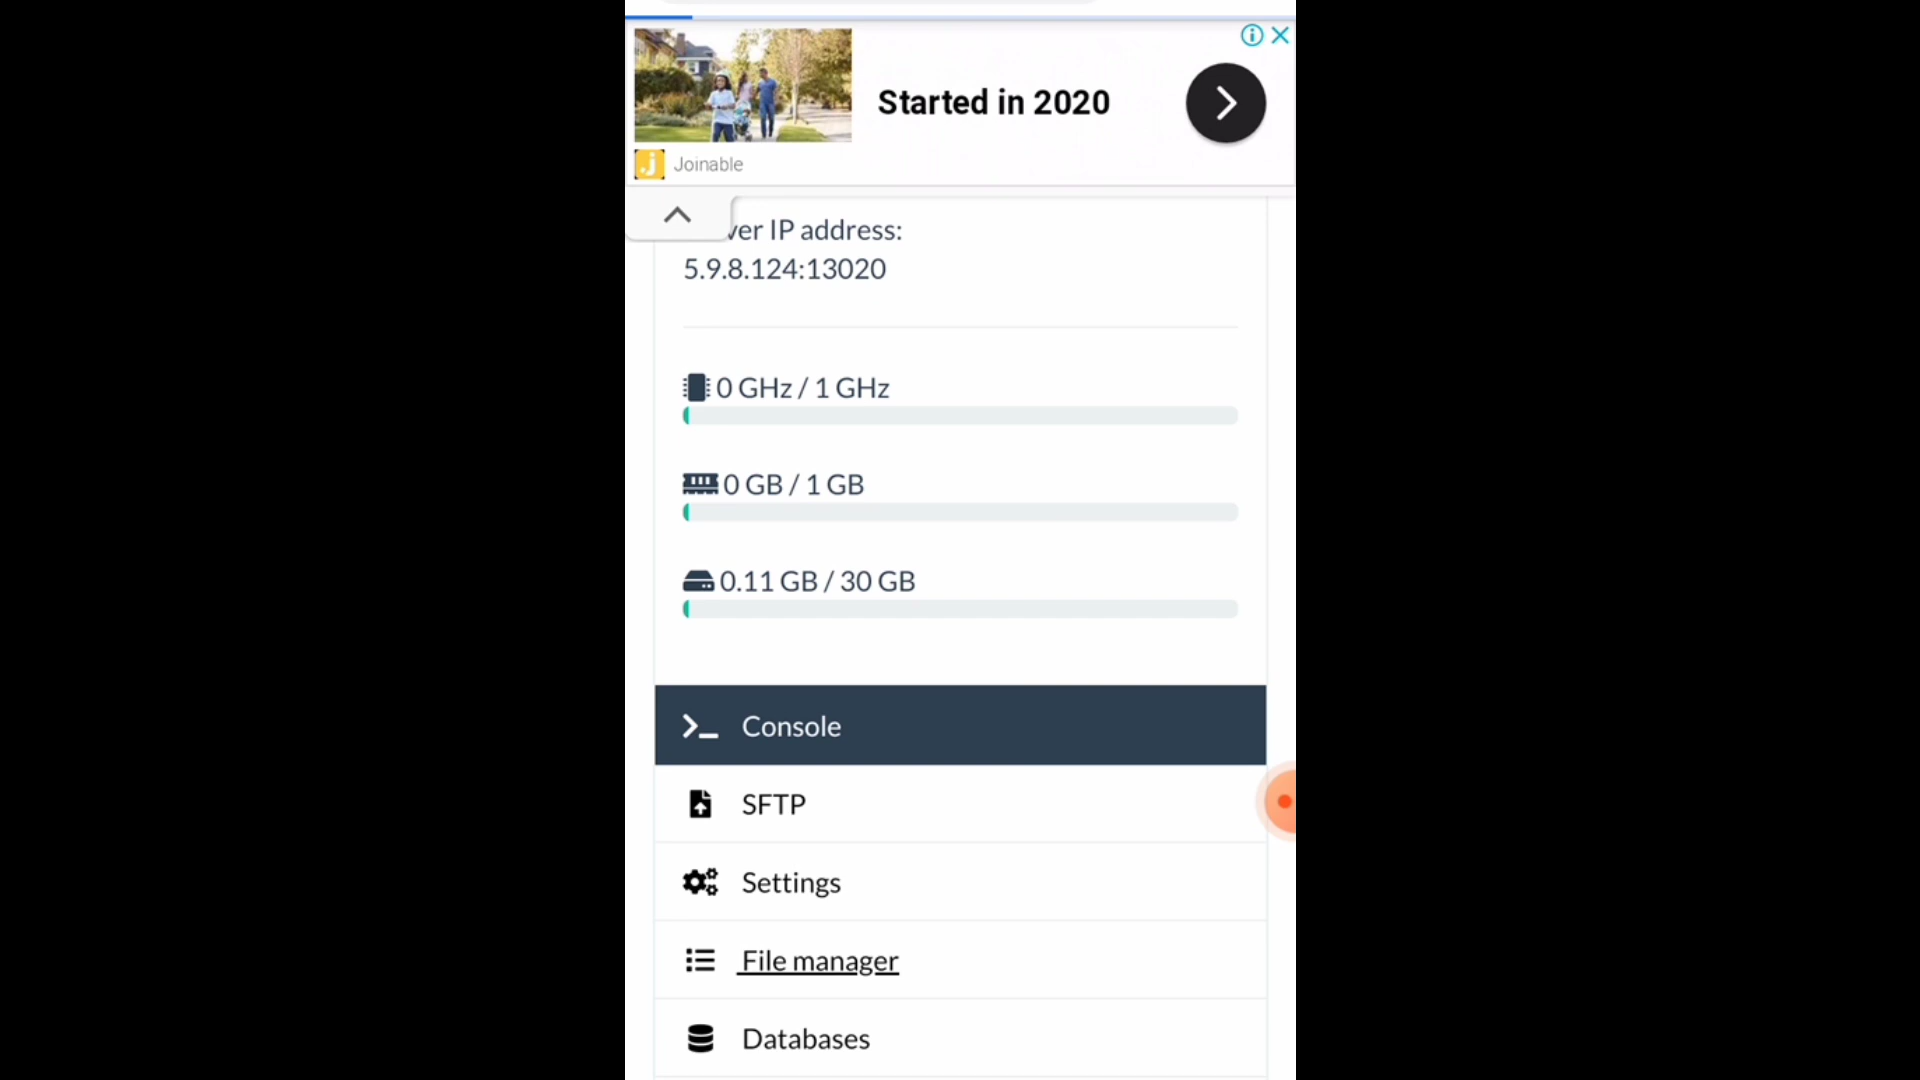 Started in 2020
Joinable
ver IP address:
5.9.8.124:13020
0 GHz / 1 GHz
0 GB / 1 GB
0.11 GB / 30 GB
Console
SFTP
Settings
File manager
Databases